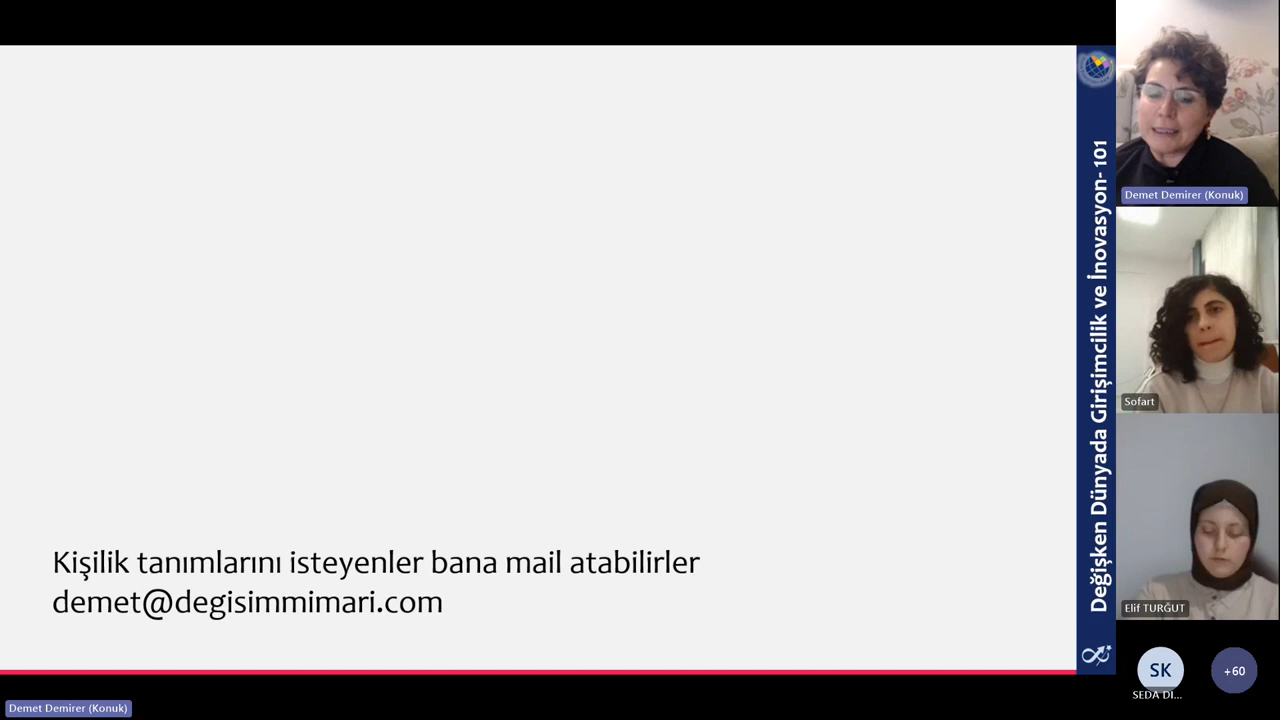 Kişilik tanımlarını isteyenler bana mail atabilirler
demet@degisimmimari.com
Değişken Dünyada Girişimcilik ve İnovasyon- 101
Demet Demirer (Konuk)
Sofart
Elif TURĞUT
SK
SEDA Dİ...
+60
Demet Demirer (Konuk)